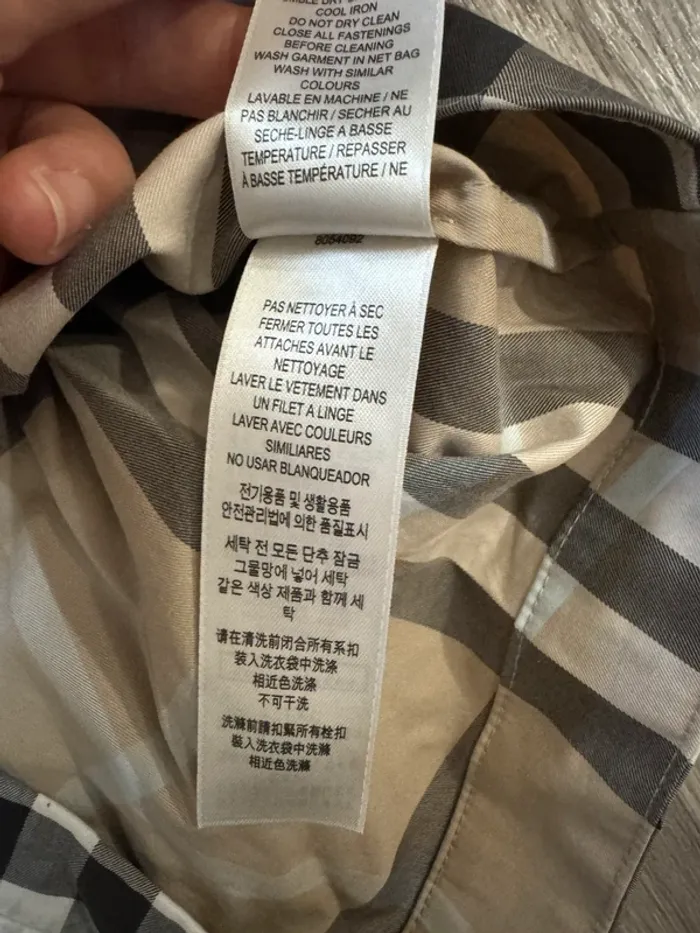 COOL IRON
DO NOT DRY CLEAN
CLOSE ALL FASTENINGS
BEFORE CLEANING
WASH GARMENT IN NET BAG
WASH WITH SIMILAR
COLOURS
LAVABLE EN MACHINE / NE
PAS BLANCHIR / SECHER AU
SECHE-LINGE A BASSE
TEMPERATURE / REPASSER
À BASSE TEMPÉRATURE / NE
8054092
PAS NETTOYER À SEC
FERMER TOUTES LES
ATTACHES AVANT LE
NETTOYAGE
LAVER LE VETEMENT DANS
UN FILET A LINGE
LAVER AVEC COULEURS
SIMILIARES
NO USAR BLANQUEADOR
전기용품 및 생활용품
안전관리법에 의한 품질표시
세탁 전 모든 단추 잠금
그물망에 넣어 세탁
같은 색상 제품과 함께 세
탁
请在清洗前闭合所有系扣
装入洗衣袋中洗涤
相近色洗涤
不可干洗
洗滌前請扣緊所有栓扣
裝入洗衣袋中洗滌
相近色洗滌